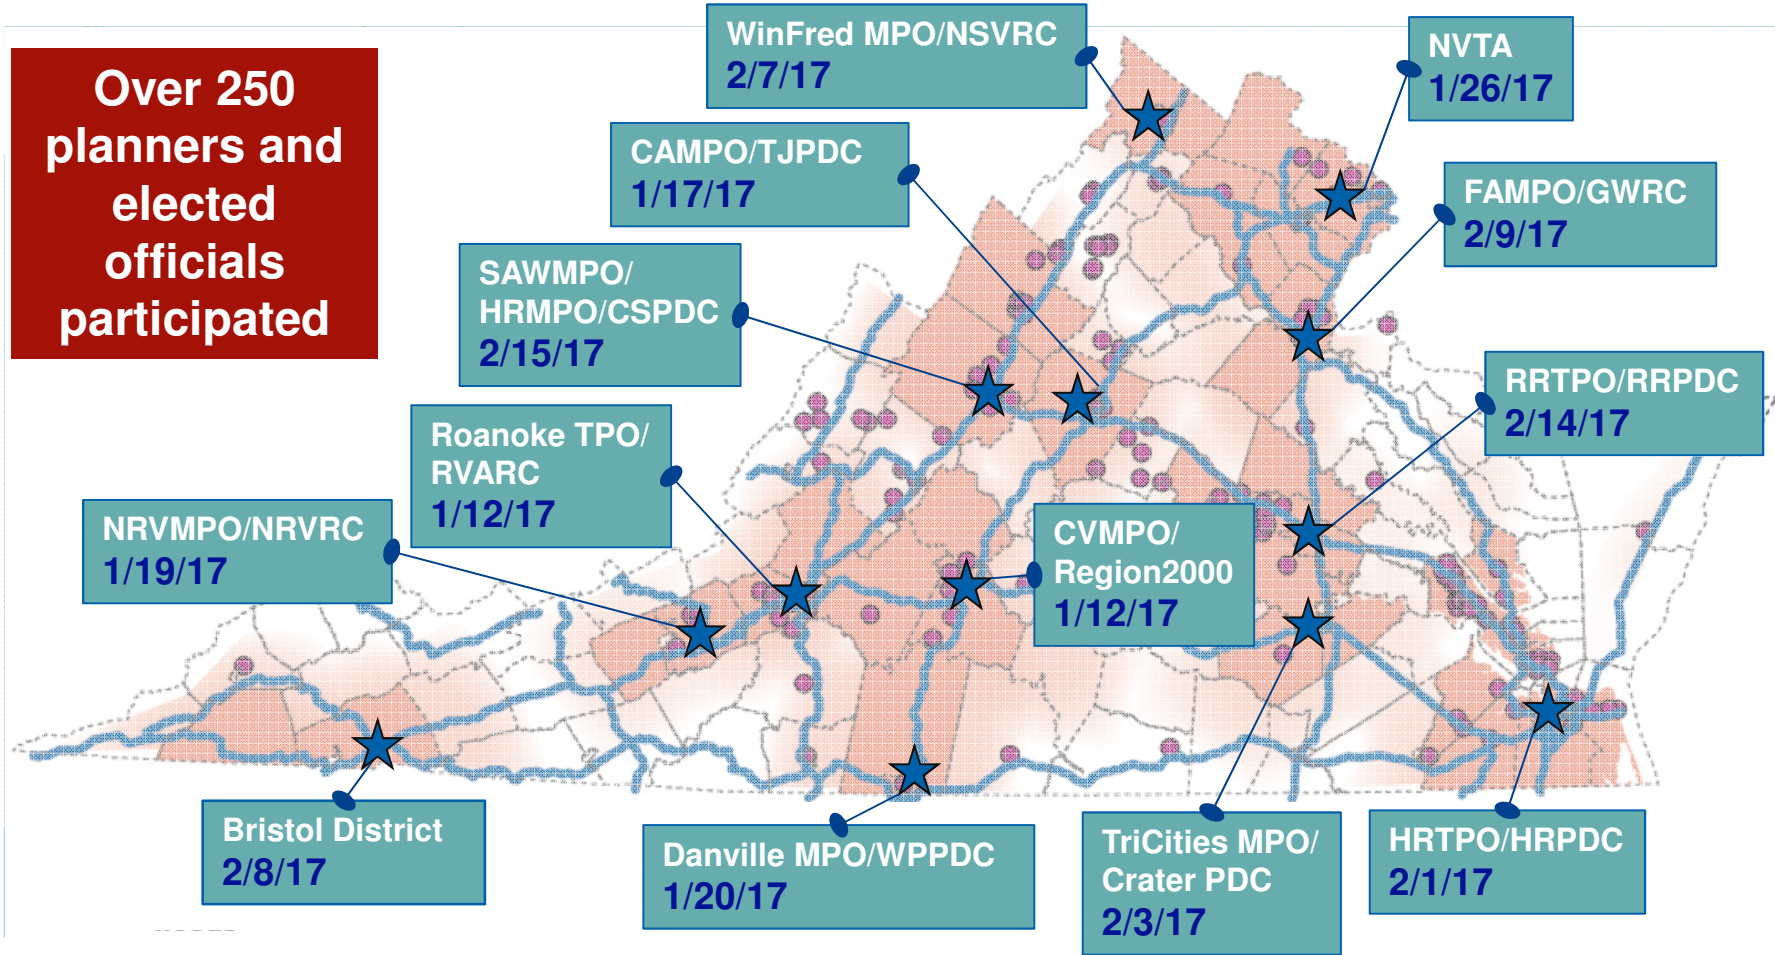 Over 250
planners and
elected
officials
participated
WinFred MPO/NSVRC
2/7/17
NVTA
1/26/17
CAMPO/TJPDC
1/17/17
FAMPO/GWRC
2/9/17
SAWMPO/
HRMPO/CSPDC
2/15/17
RRTPO/RRPDC
2/14/17
Roanoke TPO/
RVARC
1/12/17
NRVMPO/NRVRC
1/19/17
CVMPO/
Region2000
1/12/17
Bristol District
2/8/17
Danville MPO/WPPDC
1/20/17
TriCities MPO/
Crater PDC
2/3/17
HRTPO/HRPDC
2/1/17